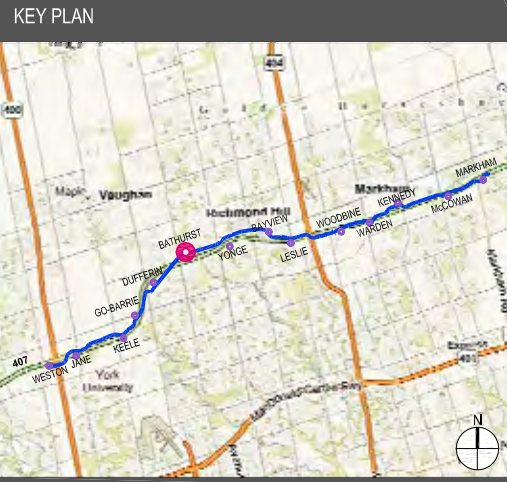 KEY PLAN
404
400
MARKHAM
Maple
Vaughan
Markham
KENNEDY
McCOWAN
Richmond Hill
WOODBINE
BAYVIEW
WARDEN
BATHURST
YONGE
LESLIE
DUFFERIN
GO-BARRIE
KEELE
407
WESTON
JANE
York
University
401
N